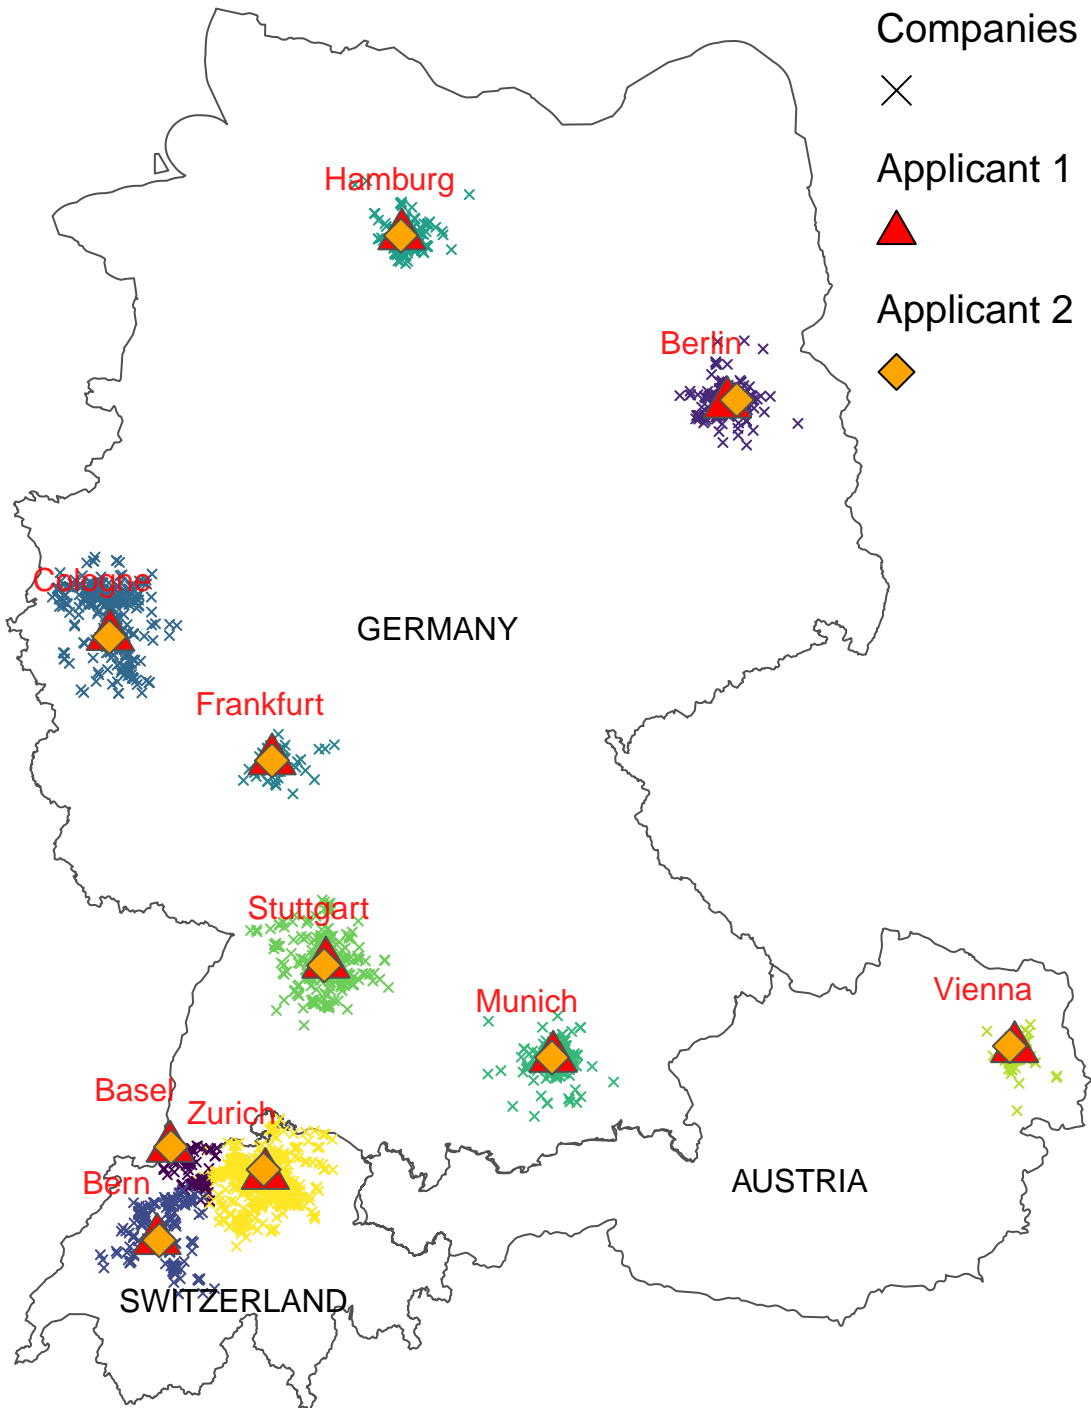 Companies
Applicant 1
Applicant 2
Hamburg
Berlin
Cologne
GERMANY
Frankfurt
Stuttgart
Munich
Vienna
Basel
Zurich
Bern
AUSTRIA
SWITZERLAND